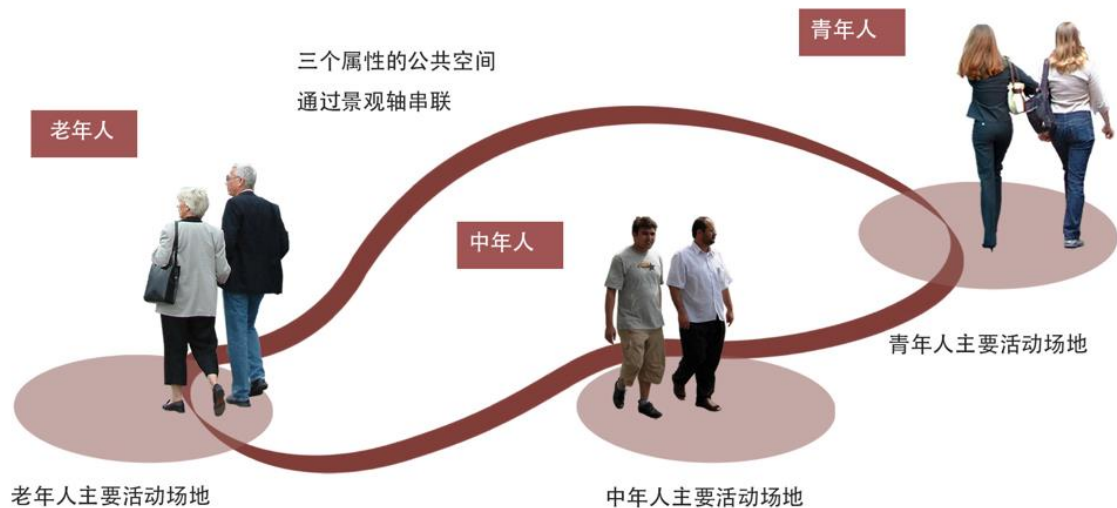 青年人
三个属性的公共空间
通过景观轴串联
老年人
中年人
青年人主要活动场地
老年人主要活动场地
中年人主要活动场地